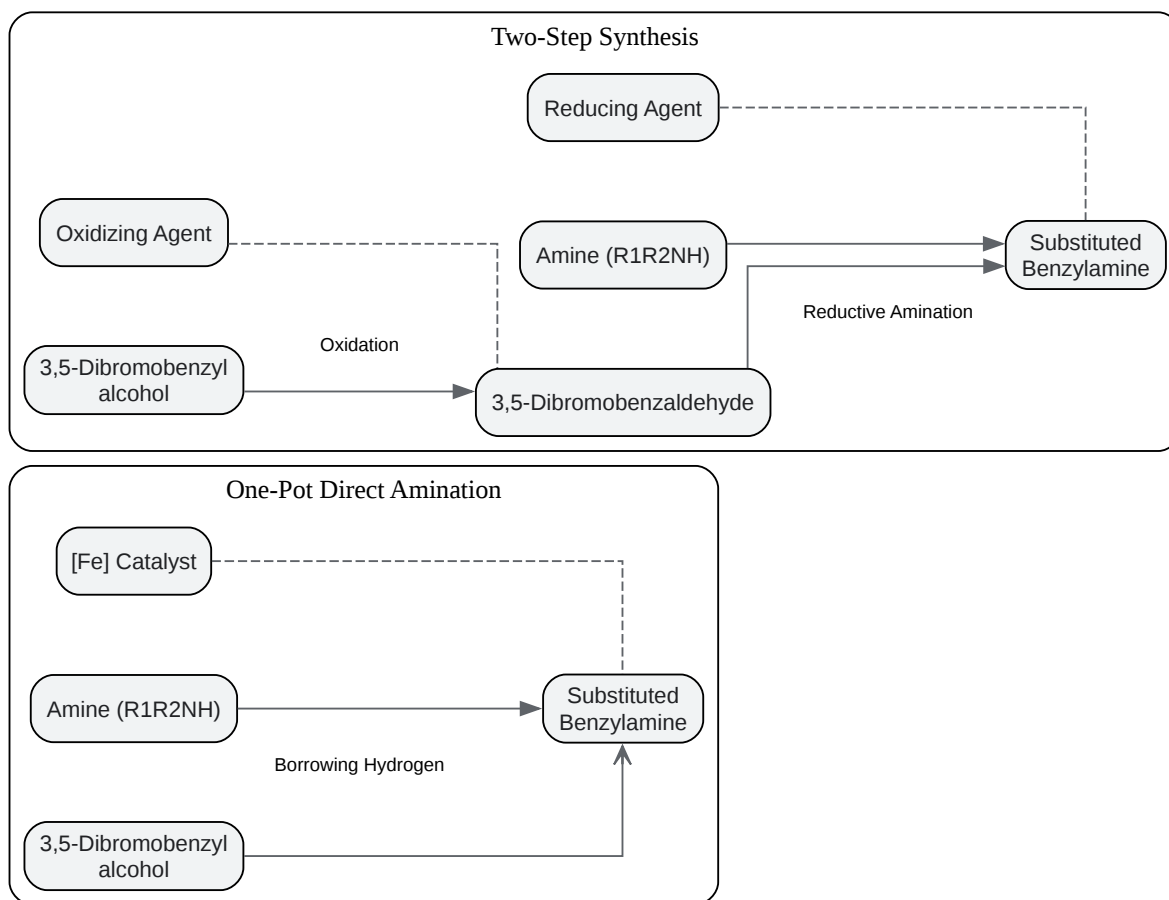 Two-Step Synthesis
Reducing Agent
Oxidizing Agent
Amine (R1R2NH)
Substituted
Benzylamine
Reductive Amination
Oxidation
3,5-Dibromobenzyl
alcohol
3,5-Dibromobenzaldehyde
One-Pot Direct Amination
[Fe] Catalyst
Amine (R1R2NH)
Substituted
Benzylamine
Borrowing Hydrogen
3,5-Dibromobenzyl
alcohol